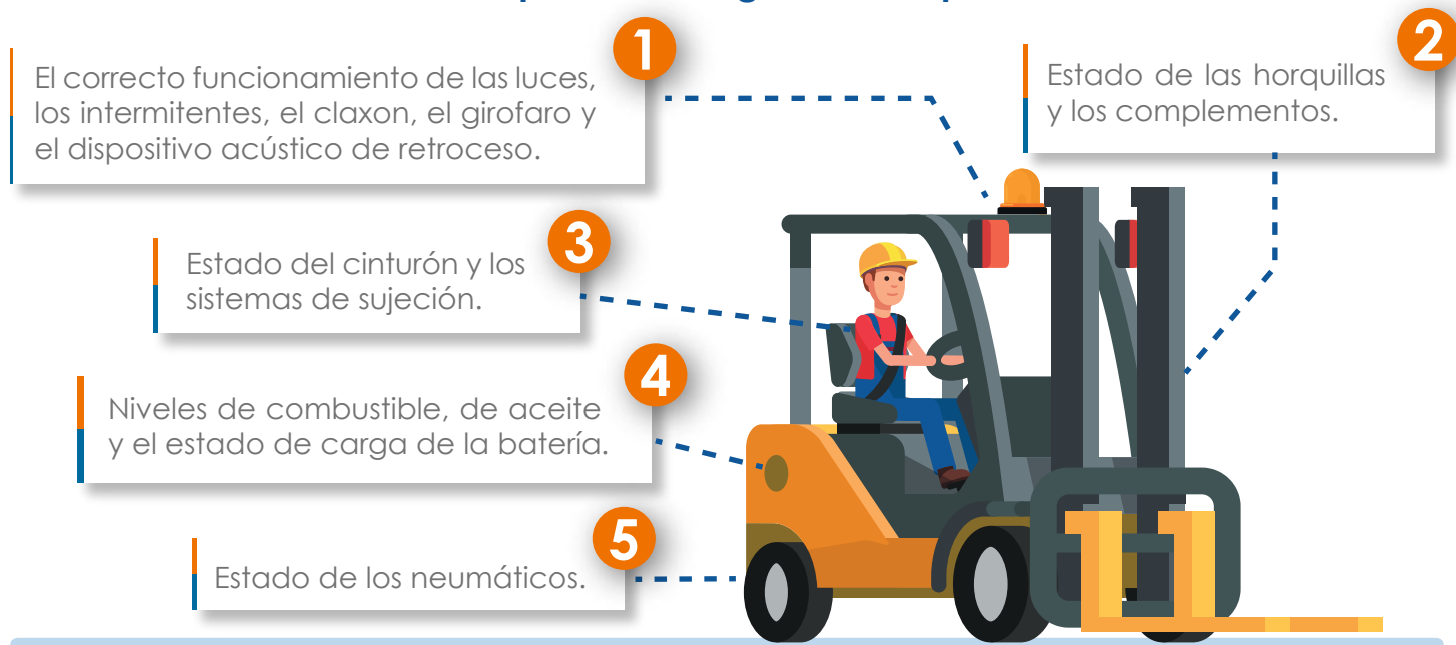 1
El correcto funcionamiento de las luces,
los intermitentes, el claxon, el girofaro y
el dispositivo acústico de retroceso.
2
Estado de las horquillas
y los complementos.
3
Estado del cinturón y los
sistemas de sujeción.
4
Niveles de combustible, de aceite
y el estado de carga de la batería.
5
Estado de los neumáticos.